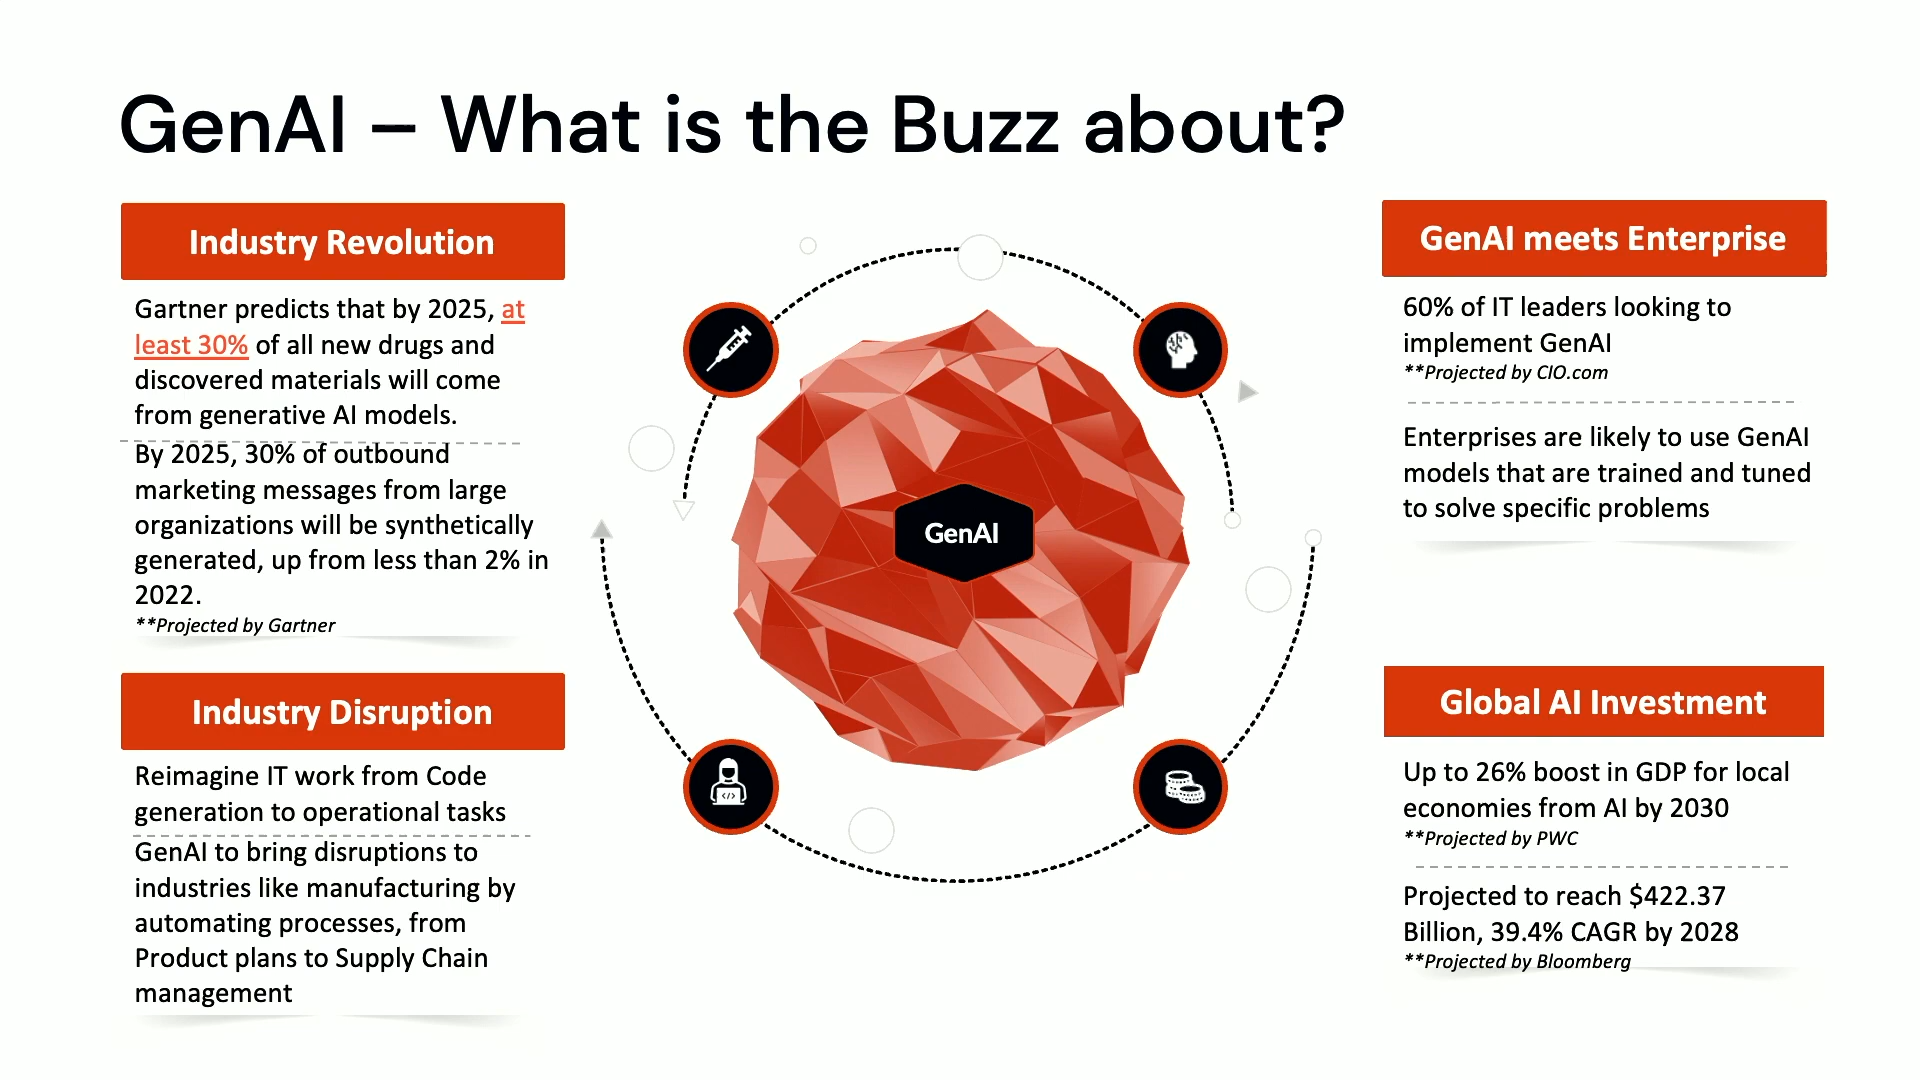 GenAI – What is the Buzz about?
Industry Revolution
Gartner predicts that by 2025, at
least 30% of all new drugs and
discovered materials will come
from generative AI models.
By 2025, 30% of outbound
marketing messages from large
organizations will be synthetically
generated, up from less than 2% in
2022.
**Projected by Gartner
Industry Disruption
Reimagine IT work from Code
generation to operational tasks
GenAI to bring disruptions to
industries like manufacturing by
automating processes, from
Product plans to Supply Chain
management
GenAI
</>
GenAI meets Enterprise
60% of IT leaders looking to
implement GenAI
**Projected by CIO.com
Enterprises are likely to use GenAI
models that are trained and tuned
to solve specific problems
Global AI Investment
Up to 26% boost in GDP for local
economies from AI by 2030
**Projected by PWC
Projected to reach $422.37
Billion, 39.4% CAGR by 2028
**Projected by Bloomberg